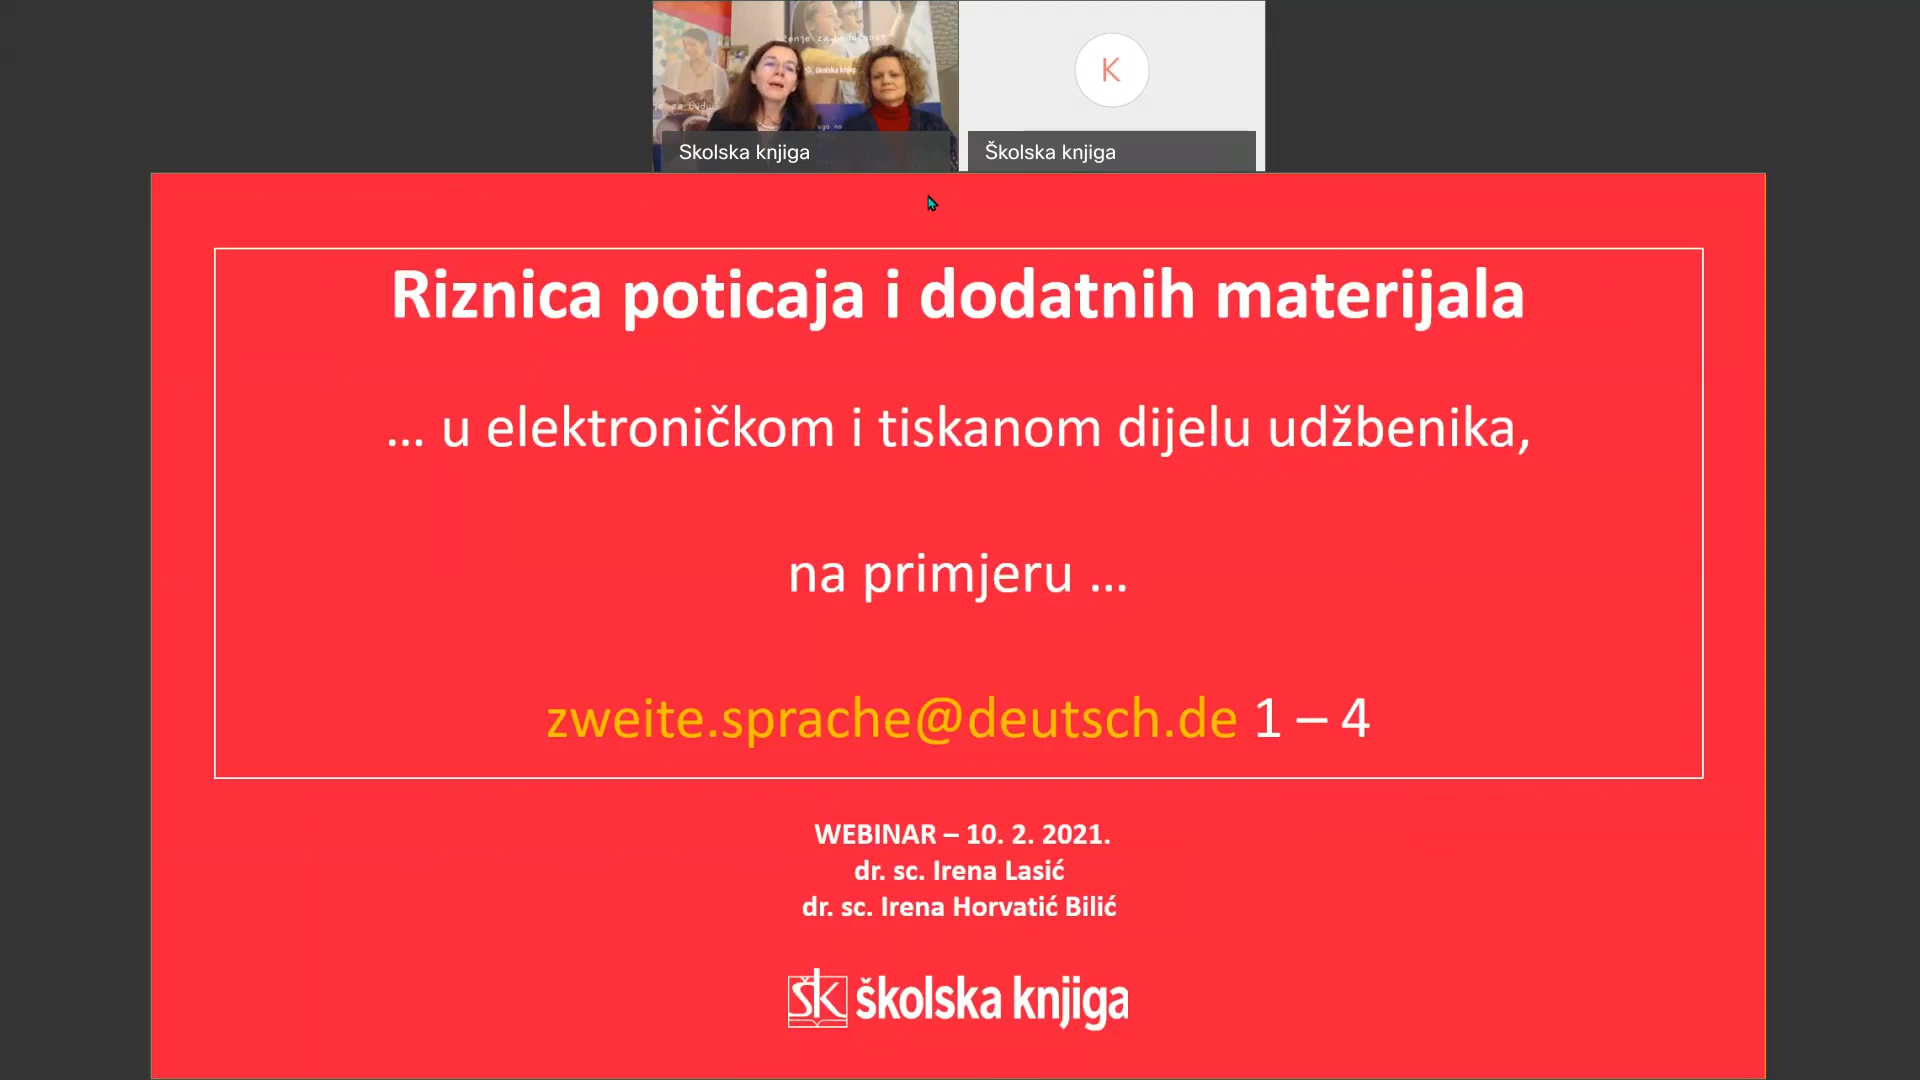 Skolska knjiga
Školska knjiga
K
Riznica poticaja i dodatnih materijala
... u elektroničkom i tiskanom dijelu udžbenika,
na primjeru ...
zweite.sprache@deutsch.de 1 – 4
WEBINAR – 10. 2. 2021.
dr. sc. Irena Lasić
dr. sc. Irena Horvatić Bilić
ŠK školska knjiga